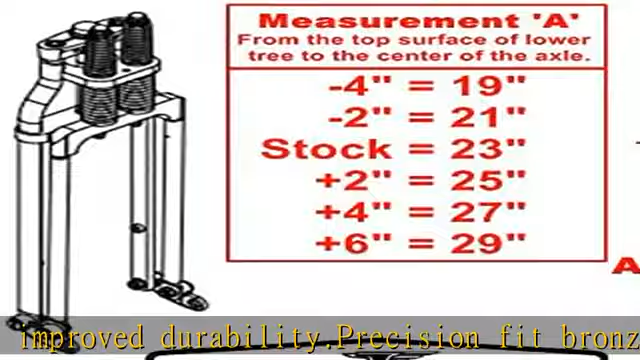 Measurement 'A'
From the top surface of lower
tree to the center of the axle.
-4" = 19"
-2" = 21"
Stock = 23"
+2" = 25"
+4" = 27"
+6" = 29"
A
improved durability.Precision fit bronz